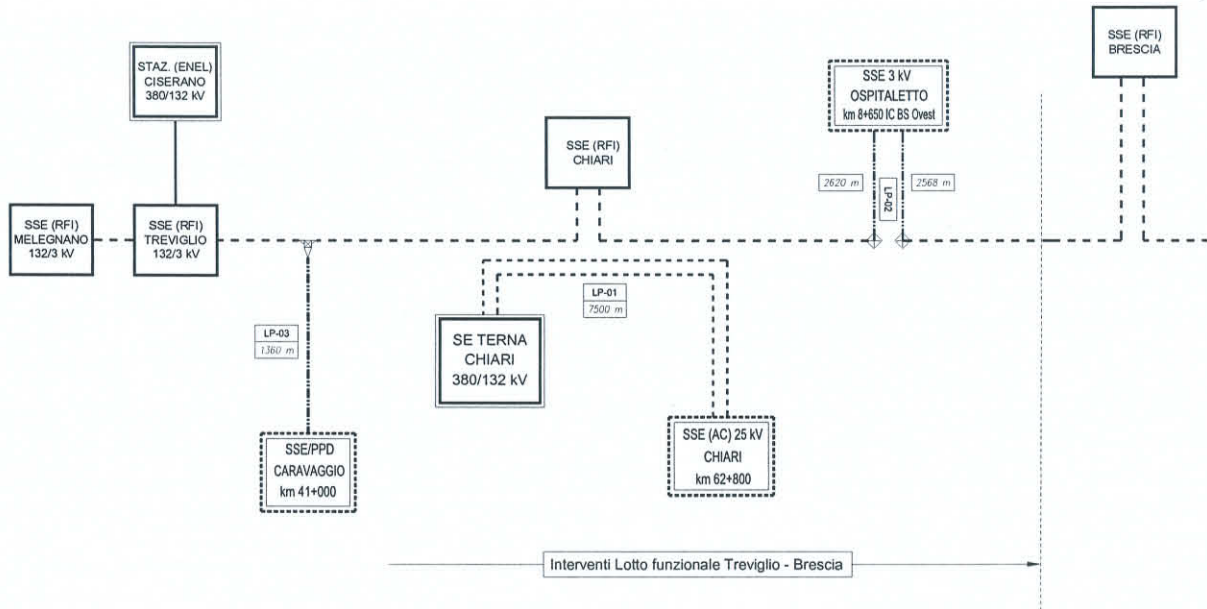 SSE (RFI)
BRESCIA
STAZ. (ENEL)
CISERANO
380/132 kV
SSE 3 kV
OSPITALETTO
km 8+650 IC BS Ovest
SSE (RFI)
CHIARI
2620 m
LP-02
2568 m
SSE (RFI)
MELEGNANO
132/3 kV
SSE (RFI)
TREVIGLIO
132/3 kV
LP-01
7500 m
LP-03
1360 m
SE TERNA
CHIARI
380/132 kV
SSE (AC) 25 kV
CHIARI
km 62+800
SSE/PPD
CARAVAGGIO
km 41+000
Interventi Lotto funzionale Treviglio - Brescia